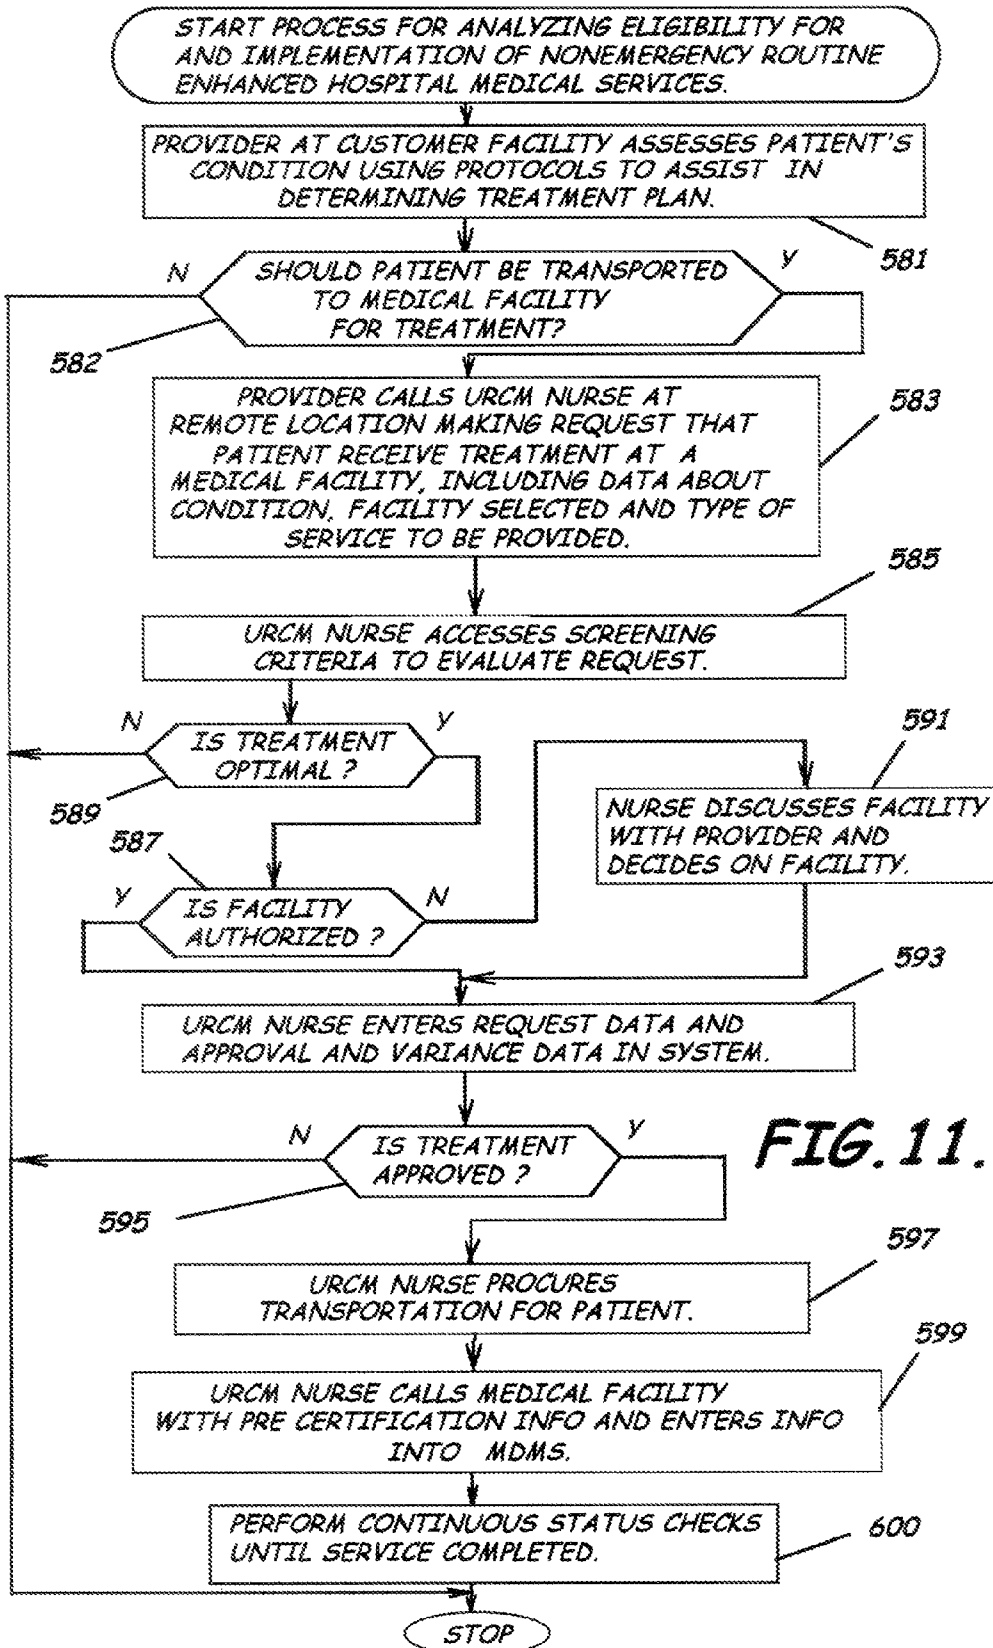 START PROCESS FOR ANALYZING ELIGIBILITY FOR
AND IMPLEMENTATION OF NONEMERGENCY ROUTINE
ENHANCED HOSPITAL MEDICAL SERVICES.
PROVIDER AT CUSTOMER FACILITY ASSESSES PATIENT'S
CONDITION USING PROTOCOLS TO ASSIST IN
DETERMINING TREATMENT PLAN.
581
N
SHOULD PATIENT BE TRANSPORTED
TO MEDICAL FACILITY
FOR TREATMENT?
Y
582
PROVIDER CALLS URCM NURSE AT
REMOTE LOCATION MAKING REQUEST THAT
PATIENT RECEIVE TREATMENT AT A
MEDICAL FACILITY, INCLUDING DATA ABOUT
CONDITION, FACILITY SELECTED AND TYPE OF
SERVICE TO BE PROVIDED.
583
585
URCM NURSE ACCESSES SCREENING
CRITERIA TO EVALUATE REQUEST.
N
IS TREATMENT
OPTIMAL ?
Y
589
591
NURSE DISCUSSES FACILITY
WITH PROVIDER AND
DECIDES ON FACILITY.
587
Y
IS FACILITY
AUTHORIZED ?
N
593
URCM NURSE ENTERS REQUEST DATA AND
APPROVAL AND VARIANCE DATA IN SYSTEM.
N
IS TREATMENT
APPROVED ?
Y
595
FIG. 11.
597
URCM NURSE PROCURES
TRANSPORTATION FOR PATIENT.
599
URCM NURSE CALLS MEDICAL FACILITY
WITH PRE CERTIFICATION INFO AND ENTERS INFO
INTO MDMS.
PERFORM CONTINUOUS STATUS CHECKS
UNTIL SERVICE COMPLETED.
600
STOP